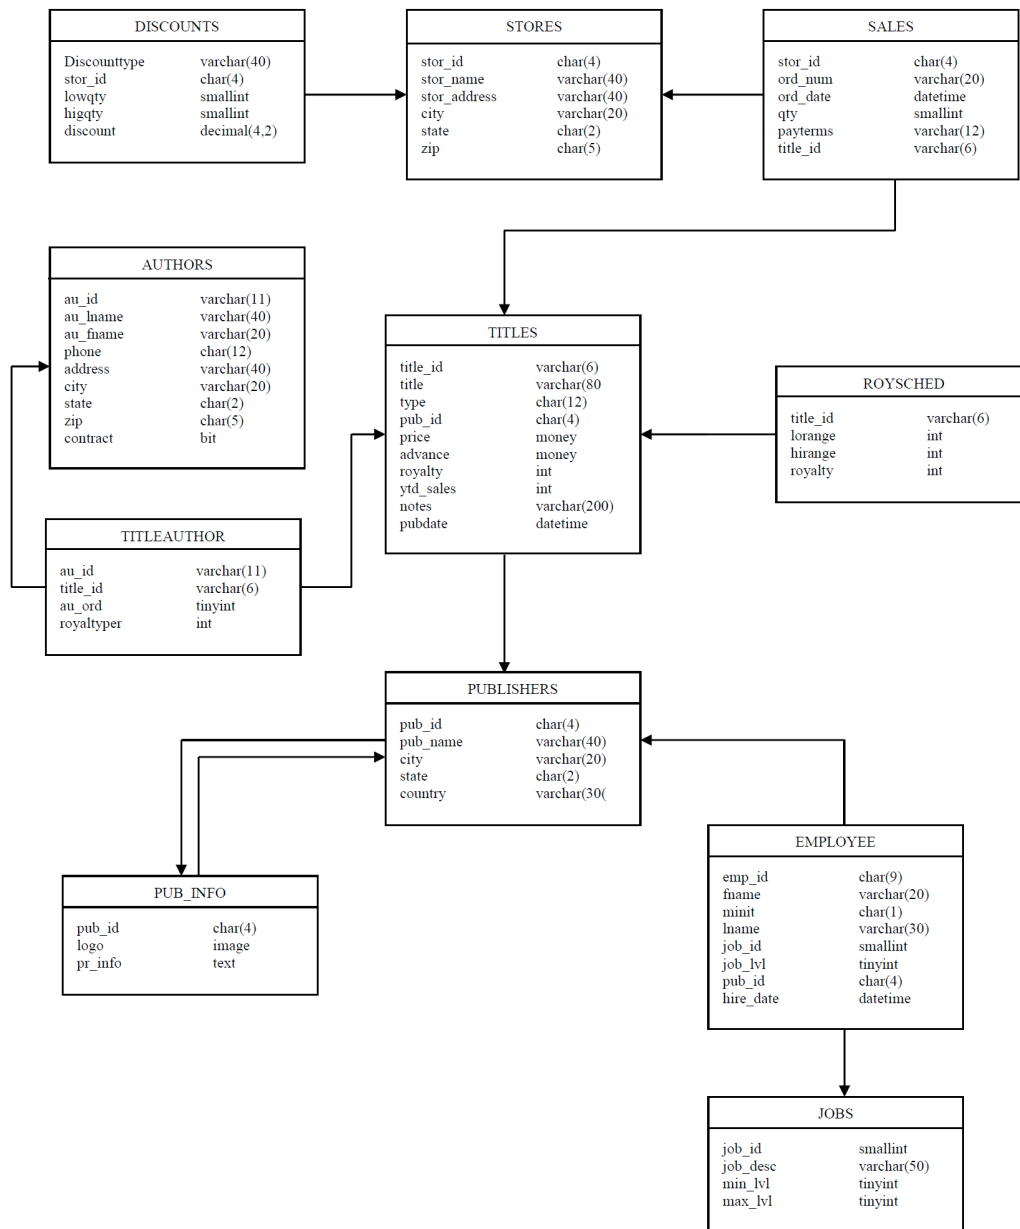 DISCOUNTS
Discounttype varchar(40)
stor_id char(4)
lowqty smallint
higqty smallint
discount decimal(4,2)
STORES
stor_id char(4)
stor_name varchar(40)
stor_address varchar(40)
city varchar(20)
state char(2)
zip char(5)
SALES
stor_id char(4)
ord_num varchar(20)
ord_date datetime
qty smallint
payterms varchar(12)
title_id varchar(6)
AUTHORS
au_id varchar(11)
au_lname varchar(40)
au_fname varchar(20)
phone char(12)
address varchar(40)
city varchar(20)
state char(2)
zip char(5)
contract bit
TITLES
title_id varchar(6)
title varchar(80
type char(12)
pub_id char(4)
price money
advance money
royalty int
ytd_sales int
notes varchar(200)
pubdate datetime
ROYSCHED
title_id varchar(6)
lorange int
hirange int
royalty int
TITLEAUTHOR
au_id varchar(11)
title_id varchar(6)
au_ord tinyint
royaltyper int
PUBLISHERS
pub_id char(4)
pub_name varchar(40)
city varchar(20)
state char(2)
country varchar(30(
PUB_INFO
pub_id char(4)
logo image
pr_info text
EMPLOYEE
emp_id char(9)
fname varchar(20)
minit char(1)
lname varchar(30)
job_id smallint
job_lvl tinyint
pub_id char(4)
hire_date datetime
JOBS
job_id smallint
job_desc varchar(50)
min_lvl tinyint
max_lvl tinyint